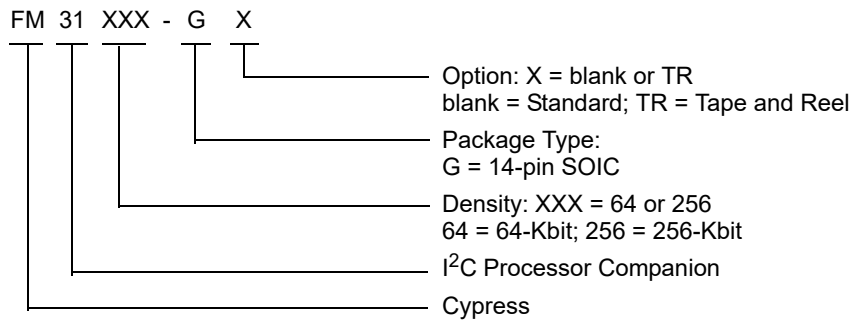 FM 31 XXX - G X
Option: X = blank or TR
blank = Standard; TR = Tape and Reel
Package Type:
G = 14-pin SOIC
Density: XXX = 64 or 256
64 = 64-Kbit; 256 = 256-Kbit
I²C Processor Companion
Cypress